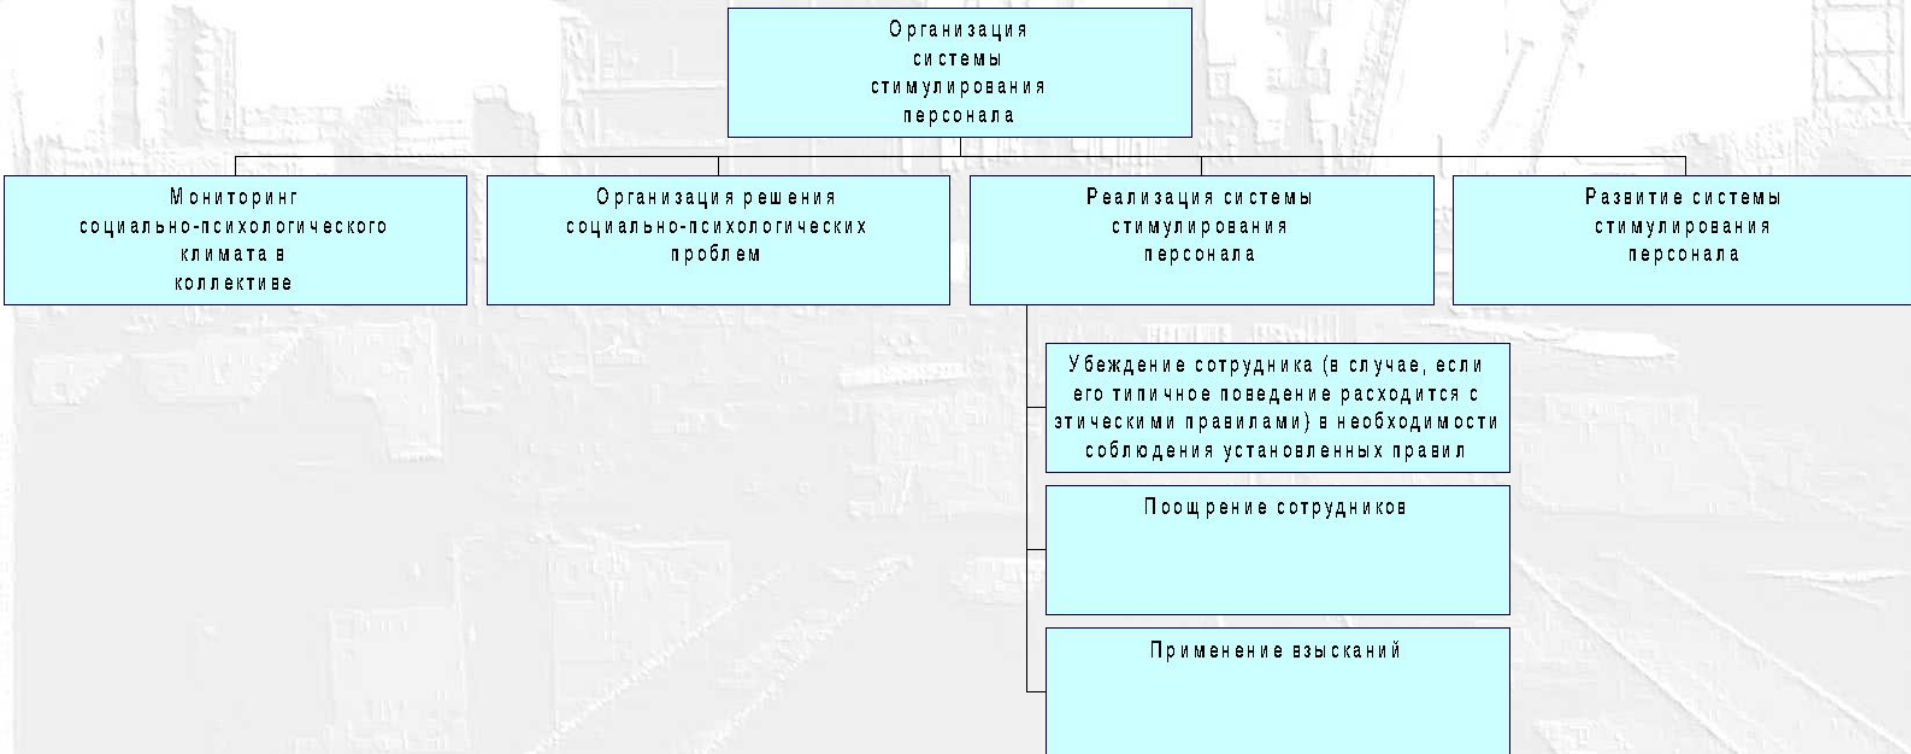 Организация
системы
стимулирования
персонала
Мониторинг
социально-психологического
климата в
коллективе
Организация решения
социально-психологических
проблем
Реализация системы
стимулирования
персонала
Развитие системы
стимулирования
персонала
Убеждение сотрудника (в случае, если
его типичное поведение расходится с
этическими правилами) в необходимости
соблюдения установленных правил
Поощрение сотрудников
Применение взысканий